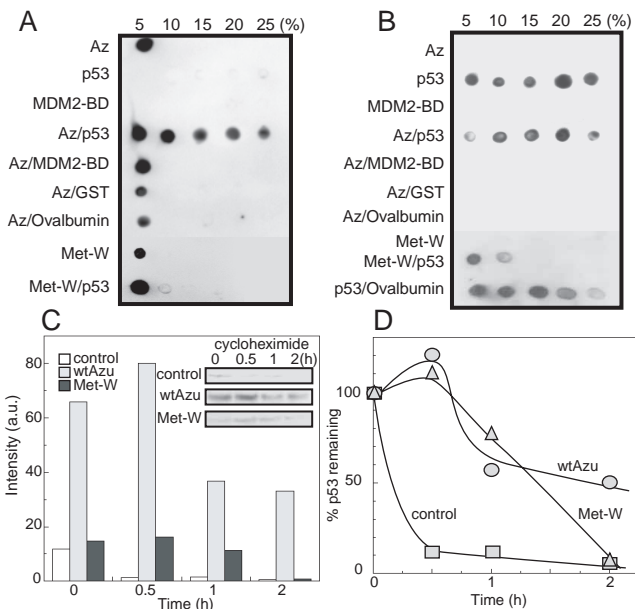 A
5 10 15 20 25 (%)
Az
p53
MDM2-BD
Az/p53
Az/MDM2-BD
Az/GST
Az/Ovalbumin
Met-W
Met-W/p53
B
5 10 15 20 25 (%)
Az
p53
MDM2-BD
Az/p53
Az/MDM2-BD
Az/GST
Az/Ovalbumin
Met-W
Met-W/p53
p53/Ovalbumin
C
control
wtAzu
Met-W
cycloheximide
0 0.5 1 2(h)
control
wtAzu
Met-W
Intensity (a.u.)
80
60
40
20
0
0 0.5 1 2
Time (h)
D
% p53 remaining
100
50
0
control
wtAzu
Met-W
0 1 2
Time (h)